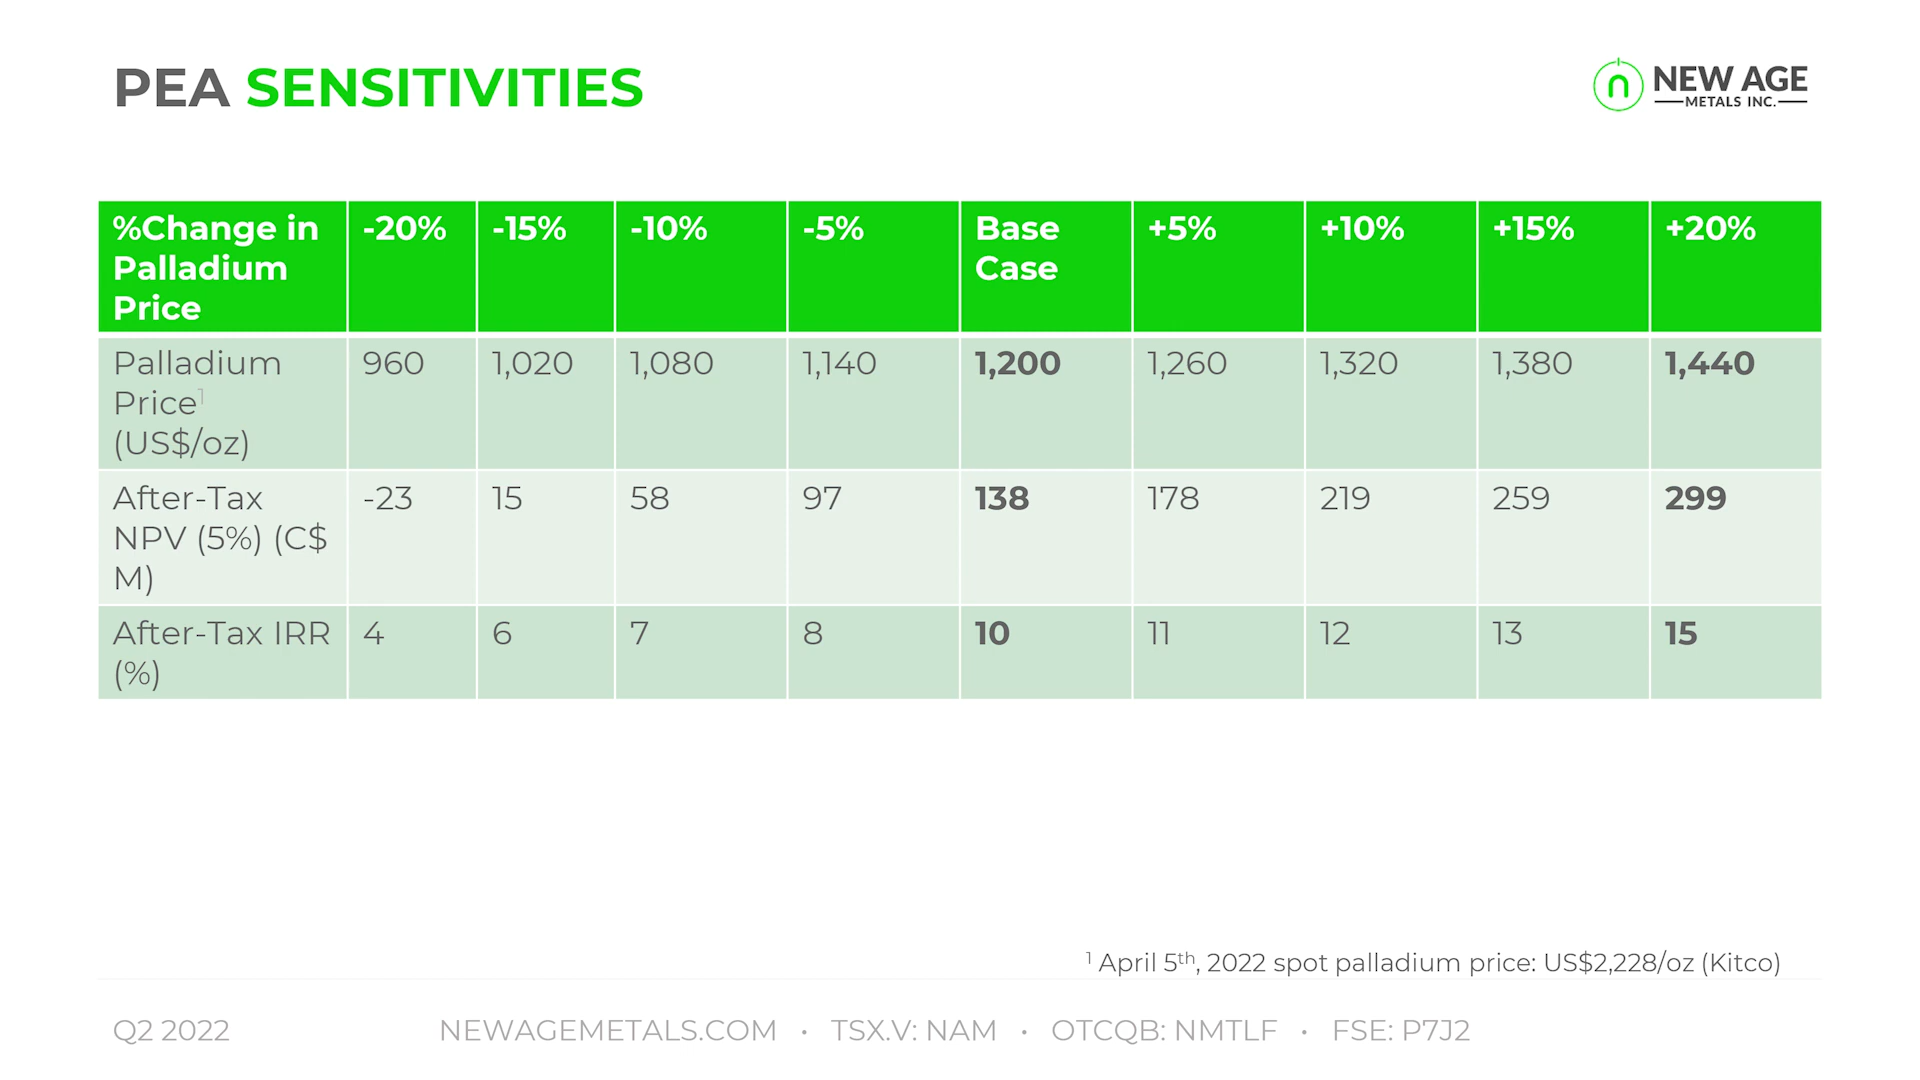 PEA SENSITIVITIES
n NEW AGE
METALS INC.
%Change in Palladium Price -20% -15% -10% -5% Base Case +5% +10% +15% +20%
Palladium Price¹ (US$/oz) 960 1,020 1,080 1,140 1,200 1,260 1,320 1,380 1,440
After-Tax NPV (5%) (C$ M) -23 15 58 97 138 178 219 259 299
After-Tax IRR (%) 4 6 7 8 10 11 12 13 15
¹ April 5th, 2022 spot palladium price: US$2,228/oz (Kitco)
Q2 2022 NEWAGEMETALS.COM • TSX.V: NAM • OTCQB: NMTLF • FSE: P7J2